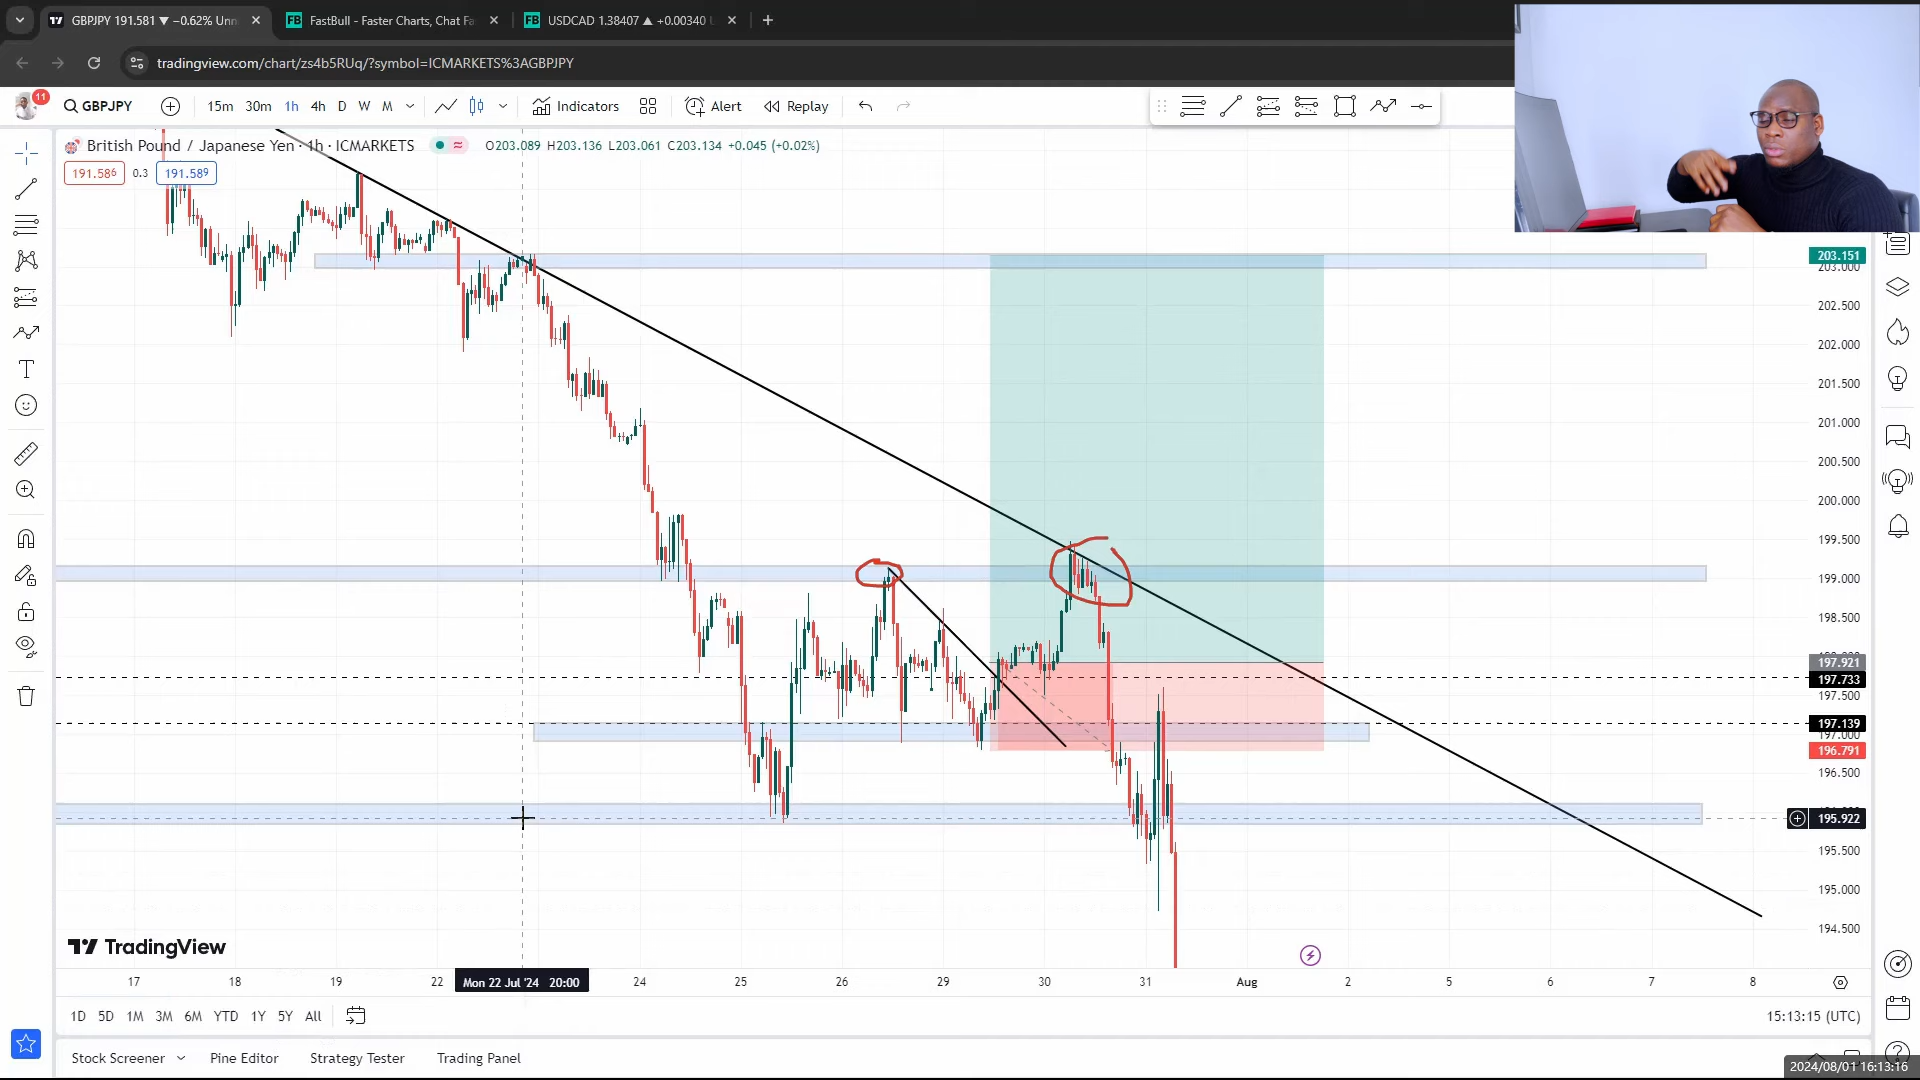 GBPJPY 191.581 ▼ −0.62% Unn
FastBull - Faster Charts, Chat Fa
USDCAD 1.38407 ▲ +0.00340 U
tradingview.com/chart/zs4b5RUq/?symbol=ICMARKETS%3AGBPJPY
11
GBPJPY
15m 30m 1h 4h D W M
Indicators
Alert
Replay
British Pound / Japanese Yen · 1h · ICMARKETS
O203.089 H203.136 L203.061 C203.134 +0.045 (+0.02%)
191.586 0.3 191.589
203.151
203.000
202.500
202.000
201.500
201.000
200.500
200.000
199.500
199.000
198.500
197.921
197.733
197.500
197.139
197.000
196.791
196.500
195.922
195.500
195.000
194.500
TradingView
17 18 19 22 Mon 22 Jul '24 20:00 24 25 26 29 30 31 Aug 2 5 6 7 8
1D 5D 1M 3M 6M YTD 1Y 5Y All
15:13:15 (UTC)
Stock Screener Pine Editor Strategy Tester Trading Panel
2024/08/01 16:13:16